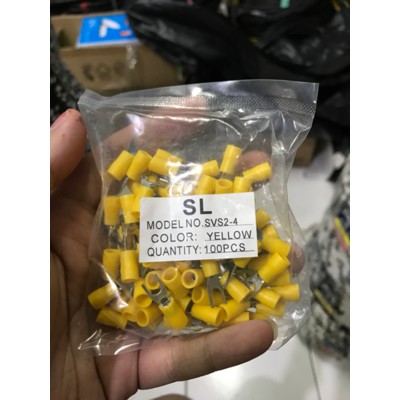 SL
MODEL NO.SVS2-4
COLOR: YELLOW
QUANTITY:100PCS